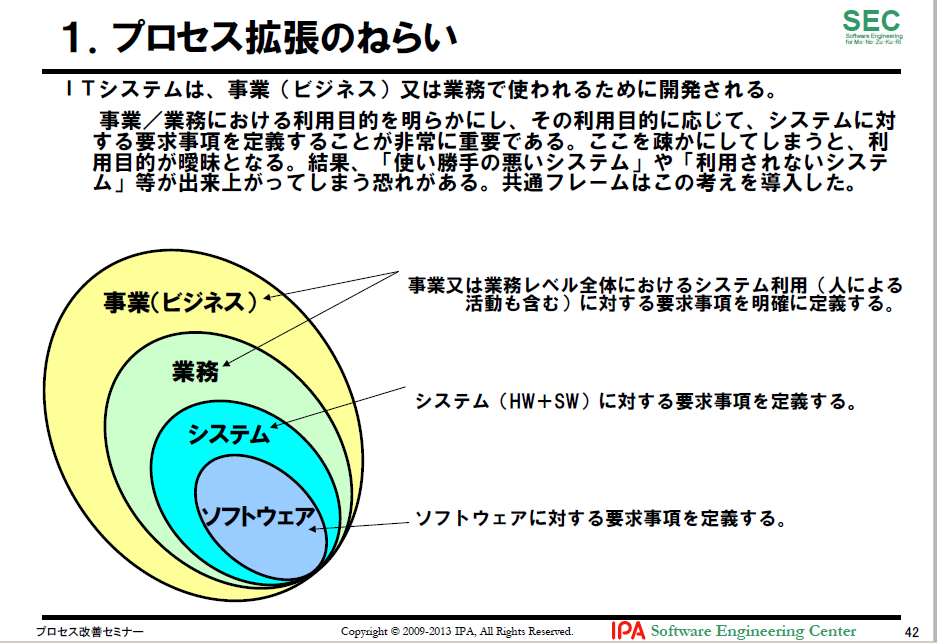 1．プロセス拡張のねらい
SEC
Software Engineering
for Mo･No･Zu･Ku･Ri
ＩＴシステムは、事業（ビジネス）又は業務で使われるために開発される。
事業／業務における利用目的を明らかにし、その利用目的に応じて、システムに対
する要求事項を定義することが非常に重要である。ここを疎かにしてしまうと、利
用目的が曖昧となる。結果、「使い勝手の悪いシステム」や「利用されないシステ
ム」等が出来上がってしまう恐れがある。共通フレームはこの考えを導入した。
事業（ビジネス）
業務
システム
ソフトウェア
事業又は業務レベル全体におけるシステム利用（人による
活動も含む）に対する要求事項を明確に定義する。
システム（HW＋SW）に対する要求事項を定義する。
ソフトウェアに対する要求事項を定義する。
プロセス改善セミナー
Copyright © 2009-2013 IPA, All Rights Reserved.
IPA Software Engineering Center
42